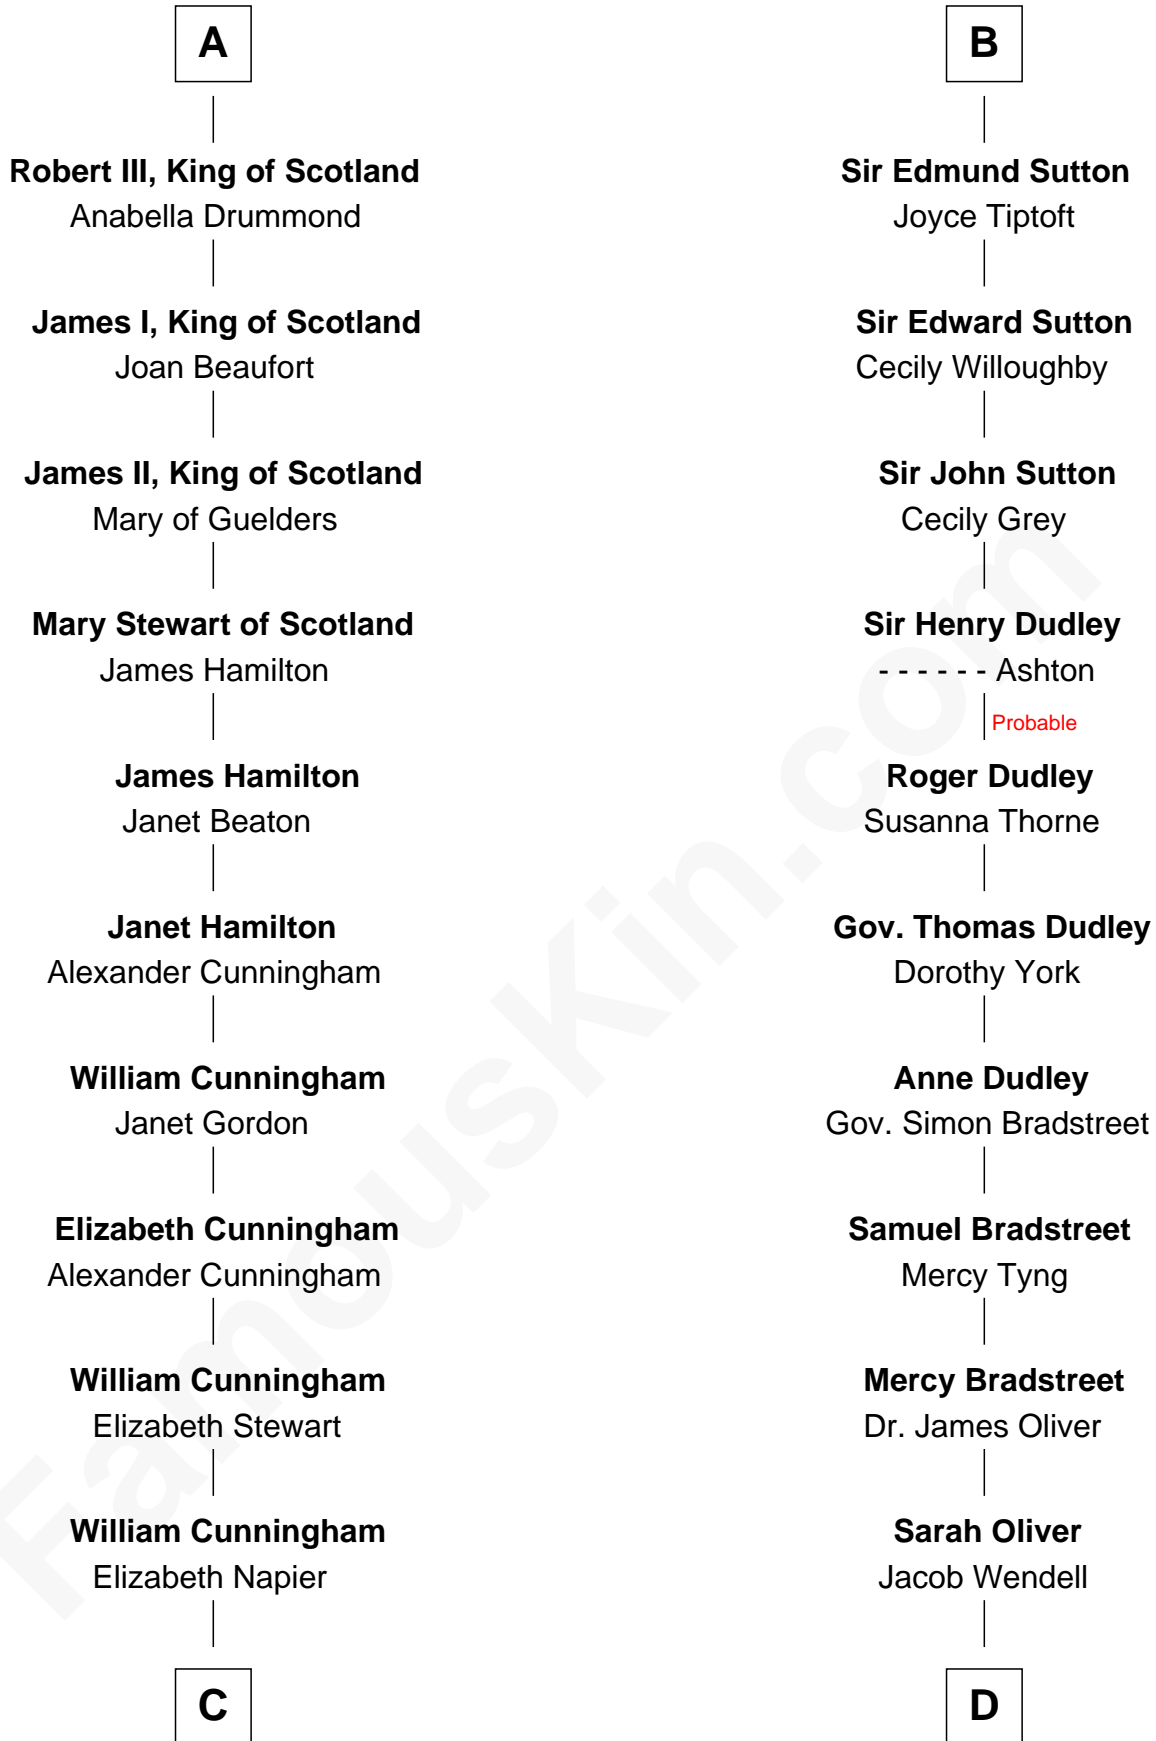 A
Robert III, King of Scotland
Anabella Drummond
James I, King of Scotland
Joan Beaufort
James II, King of Scotland
Mary of Guelders
Mary Stewart of Scotland
James Hamilton
James Hamilton
Janet Beaton
Janet Hamilton
Alexander Cunningham
William Cunningham
Janet Gordon
Elizabeth Cunningham
Alexander Cunningham
William Cunningham
Elizabeth Stewart
William Cunningham
Elizabeth Napier
C
B
Sir Edmund Sutton
Joyce Tiptoft
Sir Edward Sutton
Cecily Willoughby
Sir John Sutton
Cecily Grey
Sir Henry Dudley
- - - - - - Ashton
Probable
Roger Dudley
Susanna Thorne
Gov. Thomas Dudley
Dorothy York
Anne Dudley
Gov. Simon Bradstreet
Samuel Bradstreet
Mercy Tyng
Mercy Bradstreet
Dr. James Oliver
Sarah Oliver
Jacob Wendell
D
FamousKin.com